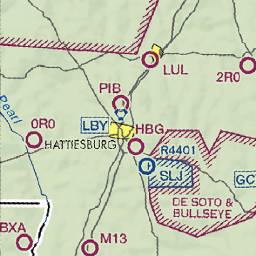 LUL
2R0
PIB
Pearl
LBY
0R0
HBG
HATTIESBURG
R4401
SLJ
GC
DE SOTO &
BULLSEYE
BXA
M13